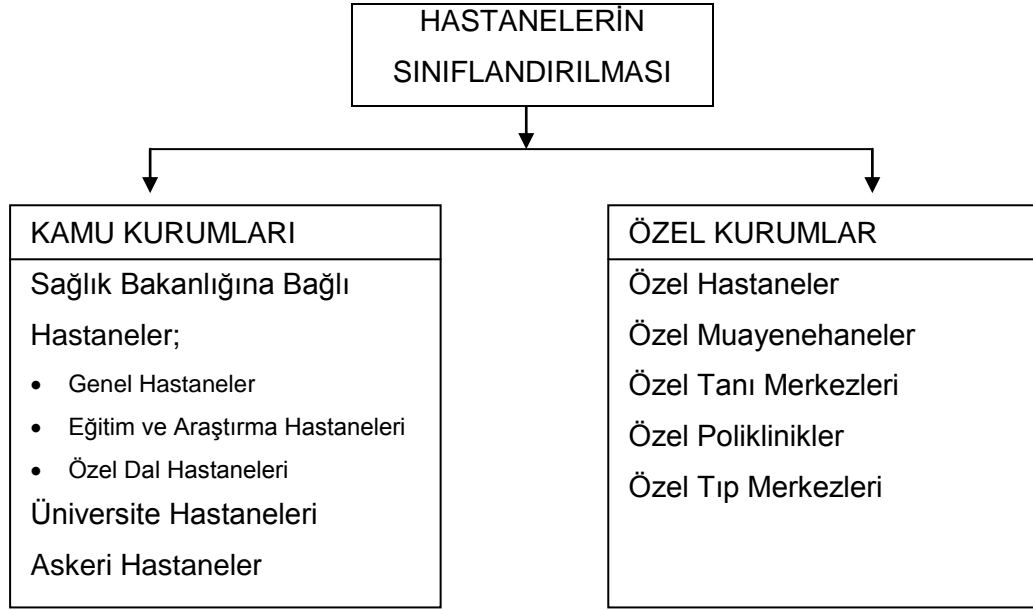 HASTANELERİN
SINIFLANDIRILMASI
KAMU KURUMLARI
Sağlık Bakanlığına Bağlı
Hastaneler;
• Genel Hastaneler
• Eğitim ve Araştırma Hastaneleri
• Özel Dal Hastaneleri
Üniversite Hastaneleri
Askeri Hastaneler
ÖZEL KURUMLAR
Özel Hastaneler
Özel Muayenehaneler
Özel Tanı Merkezleri
Özel Poliklinikler
Özel Tıp Merkezleri